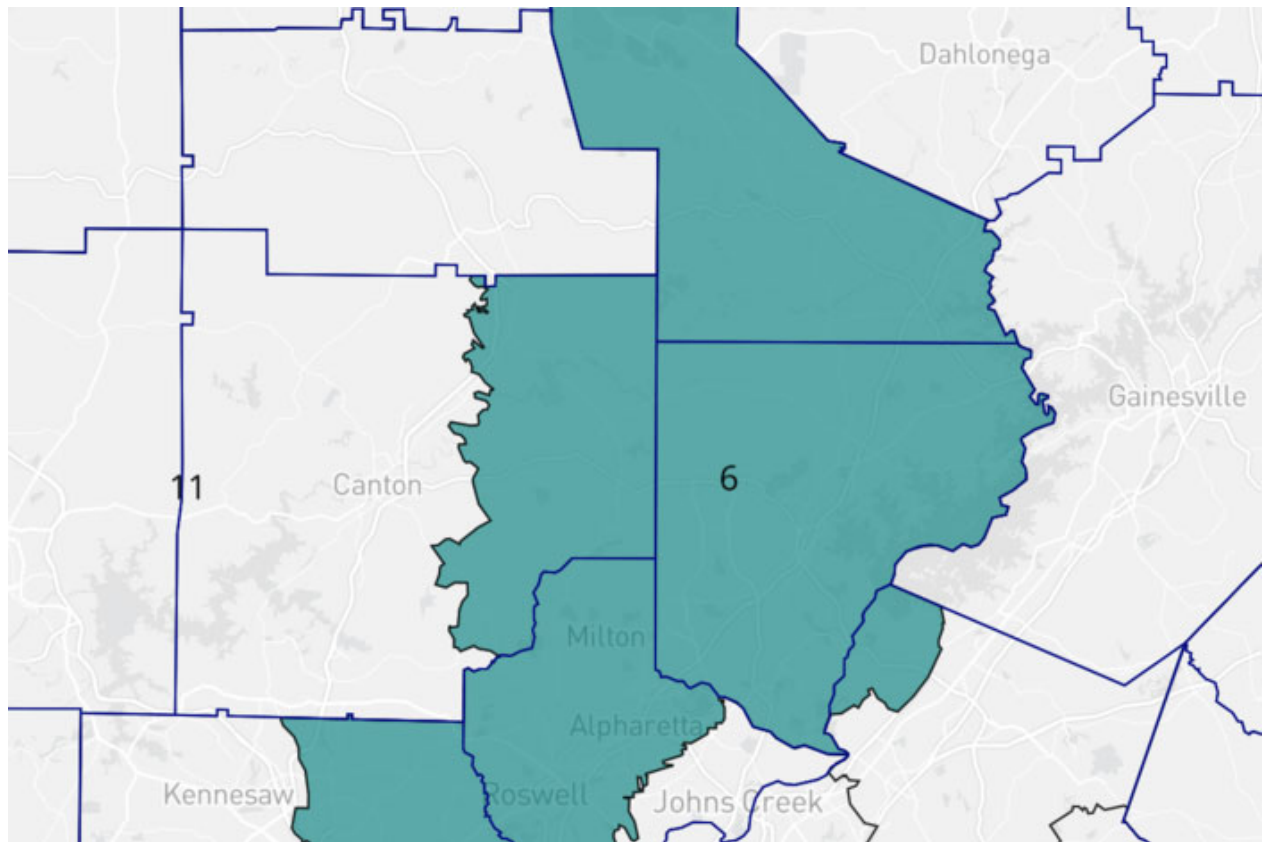 Dahlonega
Gainesville
11
Canton
6
Milton
Alpharetta
Kennesaw
Roswell
Johns Creek